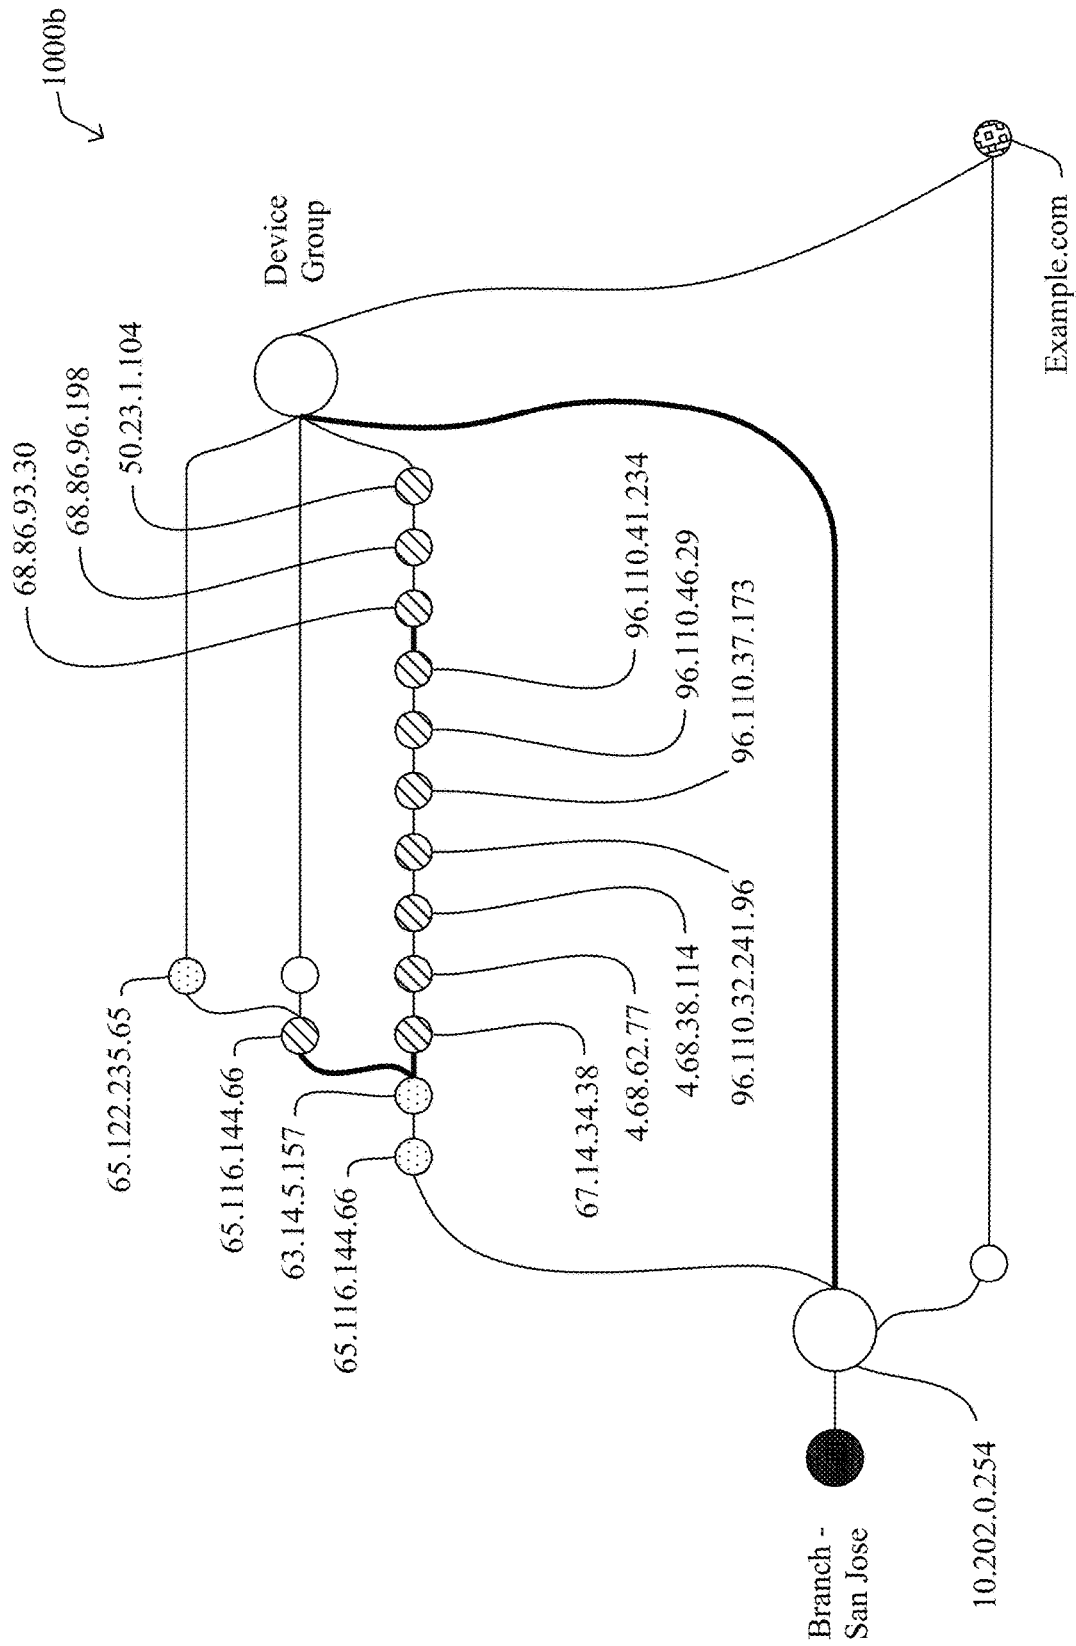 1000b
Device
Group
68.86.93.30
68.86.96.198
50.23.1.104
65.122.235.65
65.116.144.66
63.14.5.157
65.116.144.66
67.14.34.38
4.68.62.77
4.68.38.114
96.110.32.241.96
96.110.37.173
96.110.46.29
96.110.41.234
Branch -
San Jose
10.202.0.254
Example.com